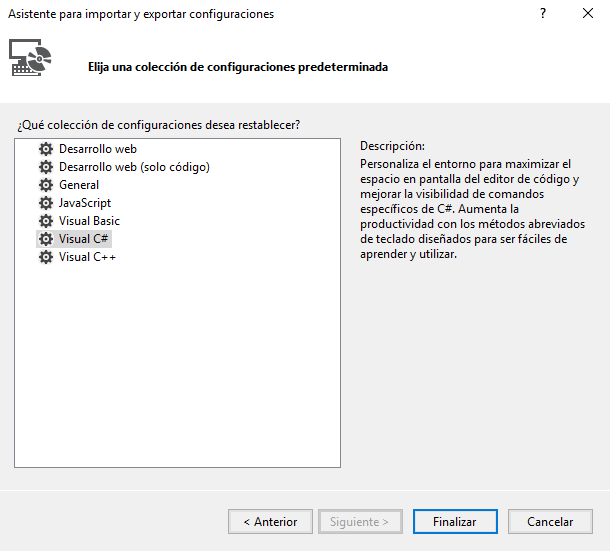 Asistente para importar y exportar configuraciones
?
Elija una colección de configuraciones predeterminada
¿Qué colección de configuraciones desea restablecer?
Desarrollo web
Desarrollo web (solo código)
General
JavaScript
Visual Basic
Visual C#
Visual C++
Descripción:
Personaliza el entorno para maximizar el
espacio en pantalla del editor de código y
mejorar la visibilidad de comandos
específicos de C#. Aumenta la
productividad con los métodos abreviados
de teclado diseñados para ser fáciles de
aprender y utilizar.
< Anterior
Siguiente >
Finalizar
Cancelar